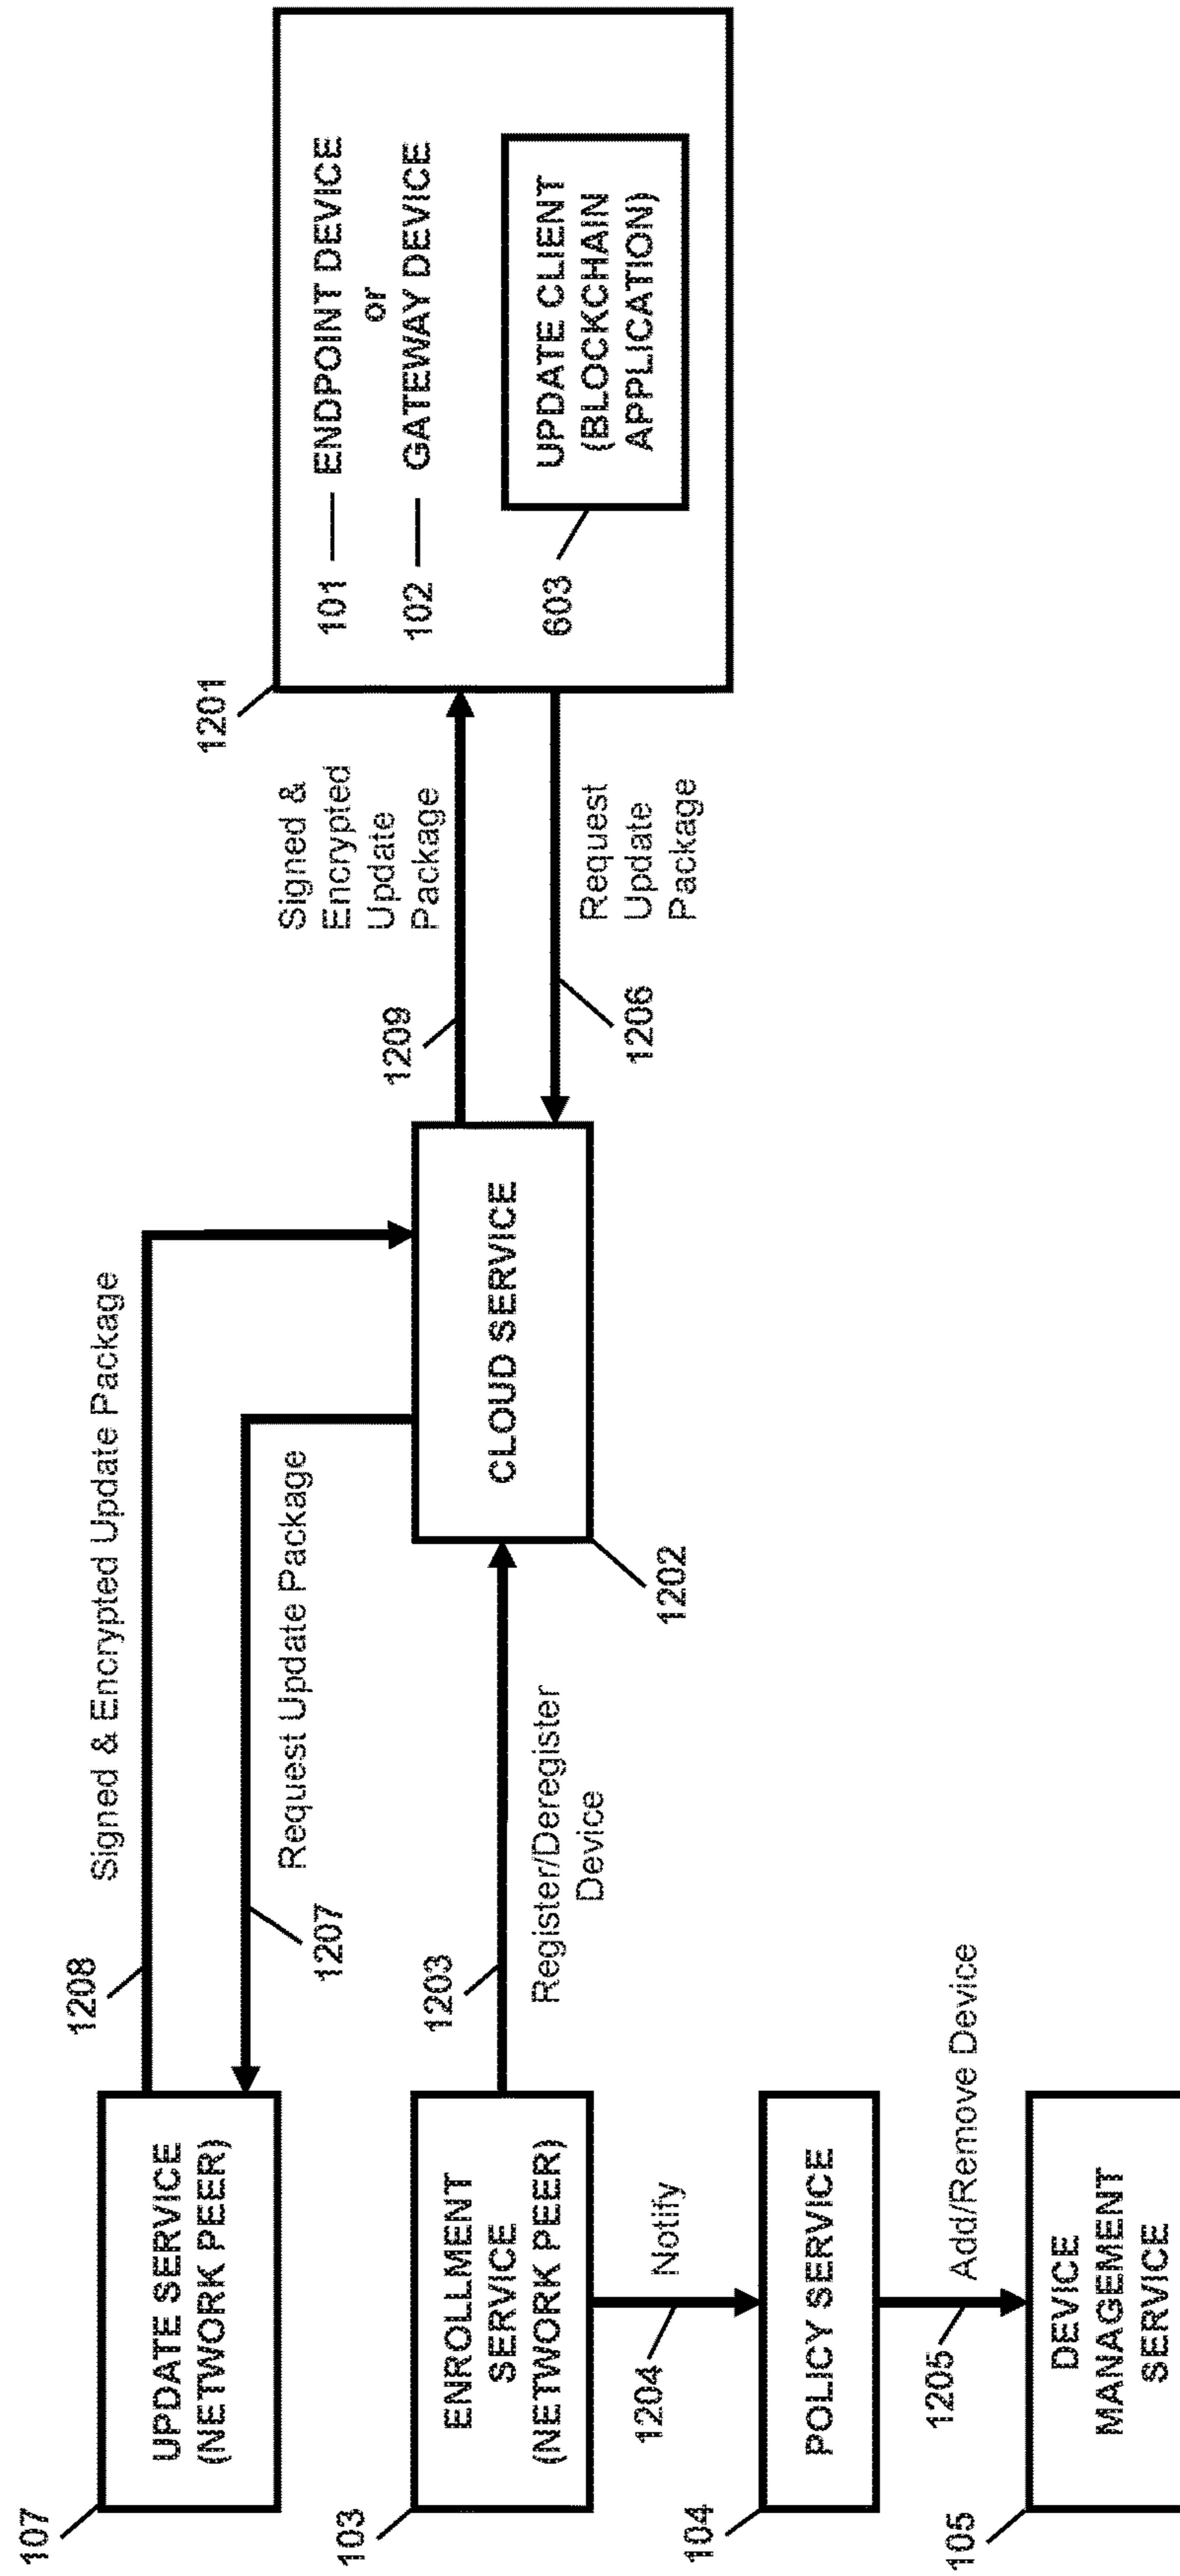 107
UPDATE SERVICE
(NETWORK PEER)
1208
Signed & Encrypted Update Package
1207
Request Update Package
103
ENROLLMENT
SERVICE
(NETWORK PEER)
1203
Register/Deregister
Device
1204
Notify
104
POLICY SERVICE
1205
Add/Remove Device
105
DEVICE
MANAGEMENT
SERVICE
CLOUD SERVICE
1202
1209
Signed &
Encrypted
Update
Package
1206
Request
Update
Package
1201
101 ENDPOINT DEVICE
or
102 GATEWAY DEVICE
603
UPDATE CLIENT
(BLOCKCHAIN
APPLICATION)